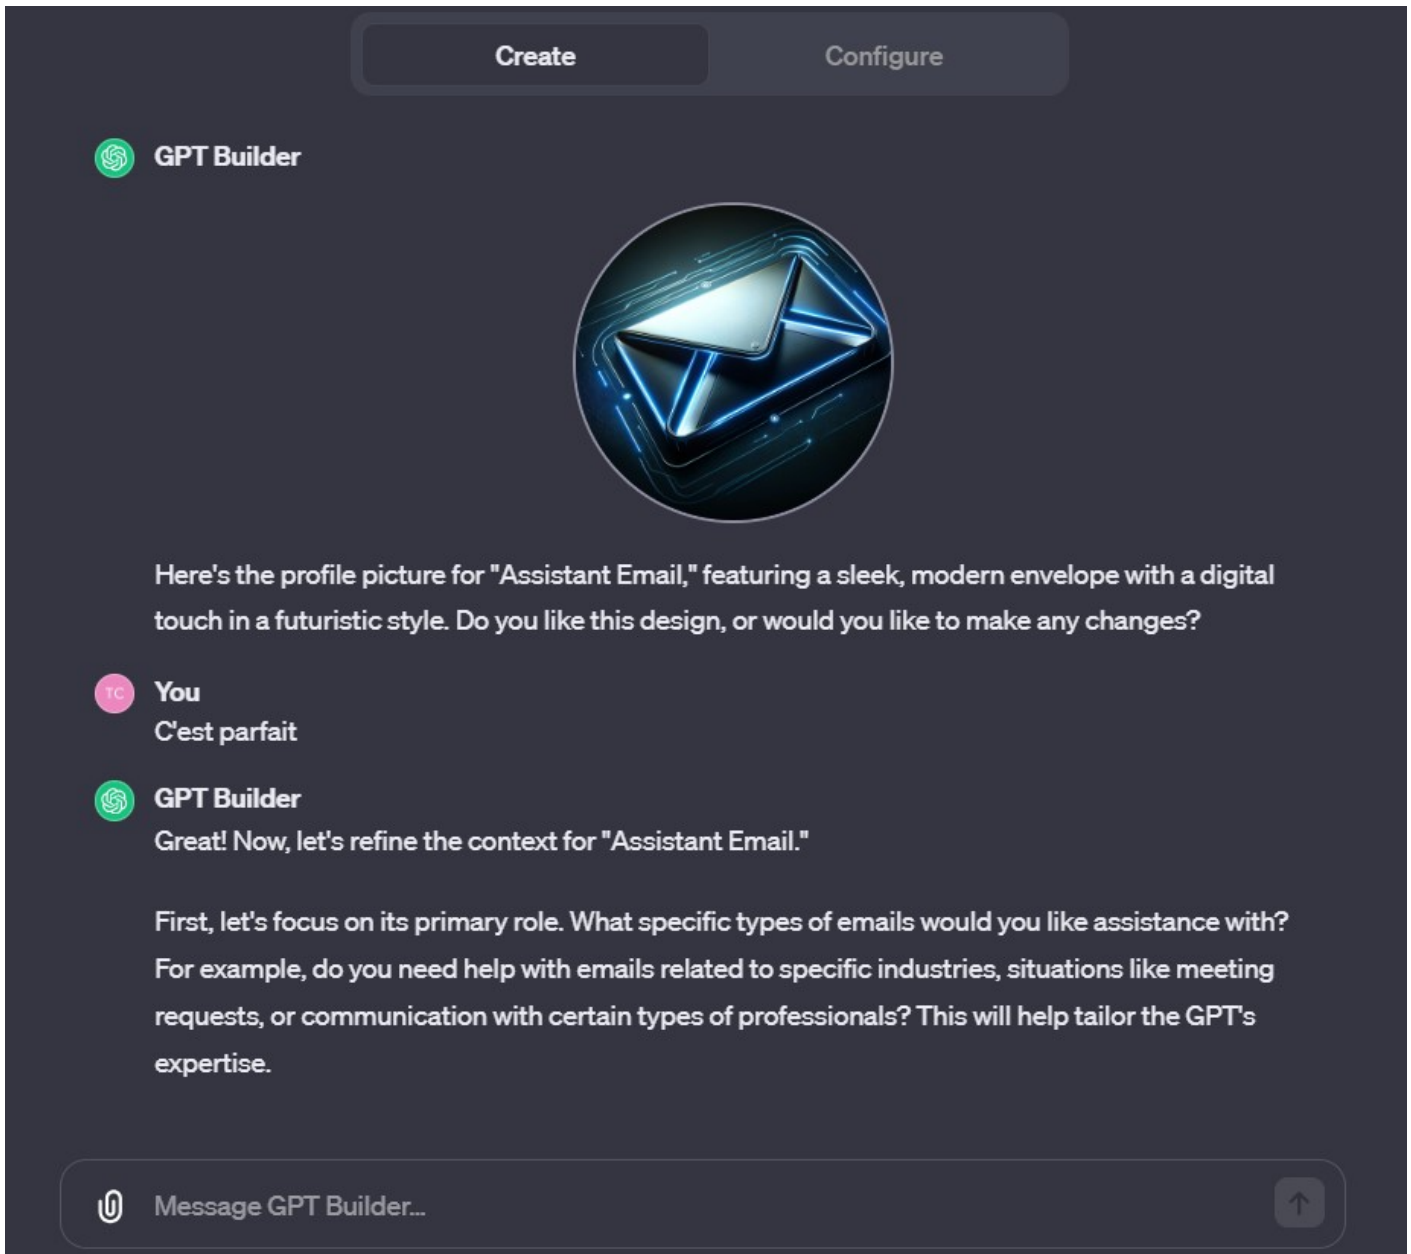 Create
Configure
GPT Builder
Here's the profile picture for "Assistant Email," featuring a sleek, modern envelope with a digital
touch in a futuristic style. Do you like this design, or would you like to make any changes?
TC
You
C'est parfait
GPT Builder
Great! Now, let's refine the context for "Assistant Email."
First, let's focus on its primary role. What specific types of emails would you like assistance with?
For example, do you need help with emails related to specific industries, situations like meeting
requests, or communication with certain types of professionals? This will help tailor the GPT's
expertise.
Message GPT Builder...